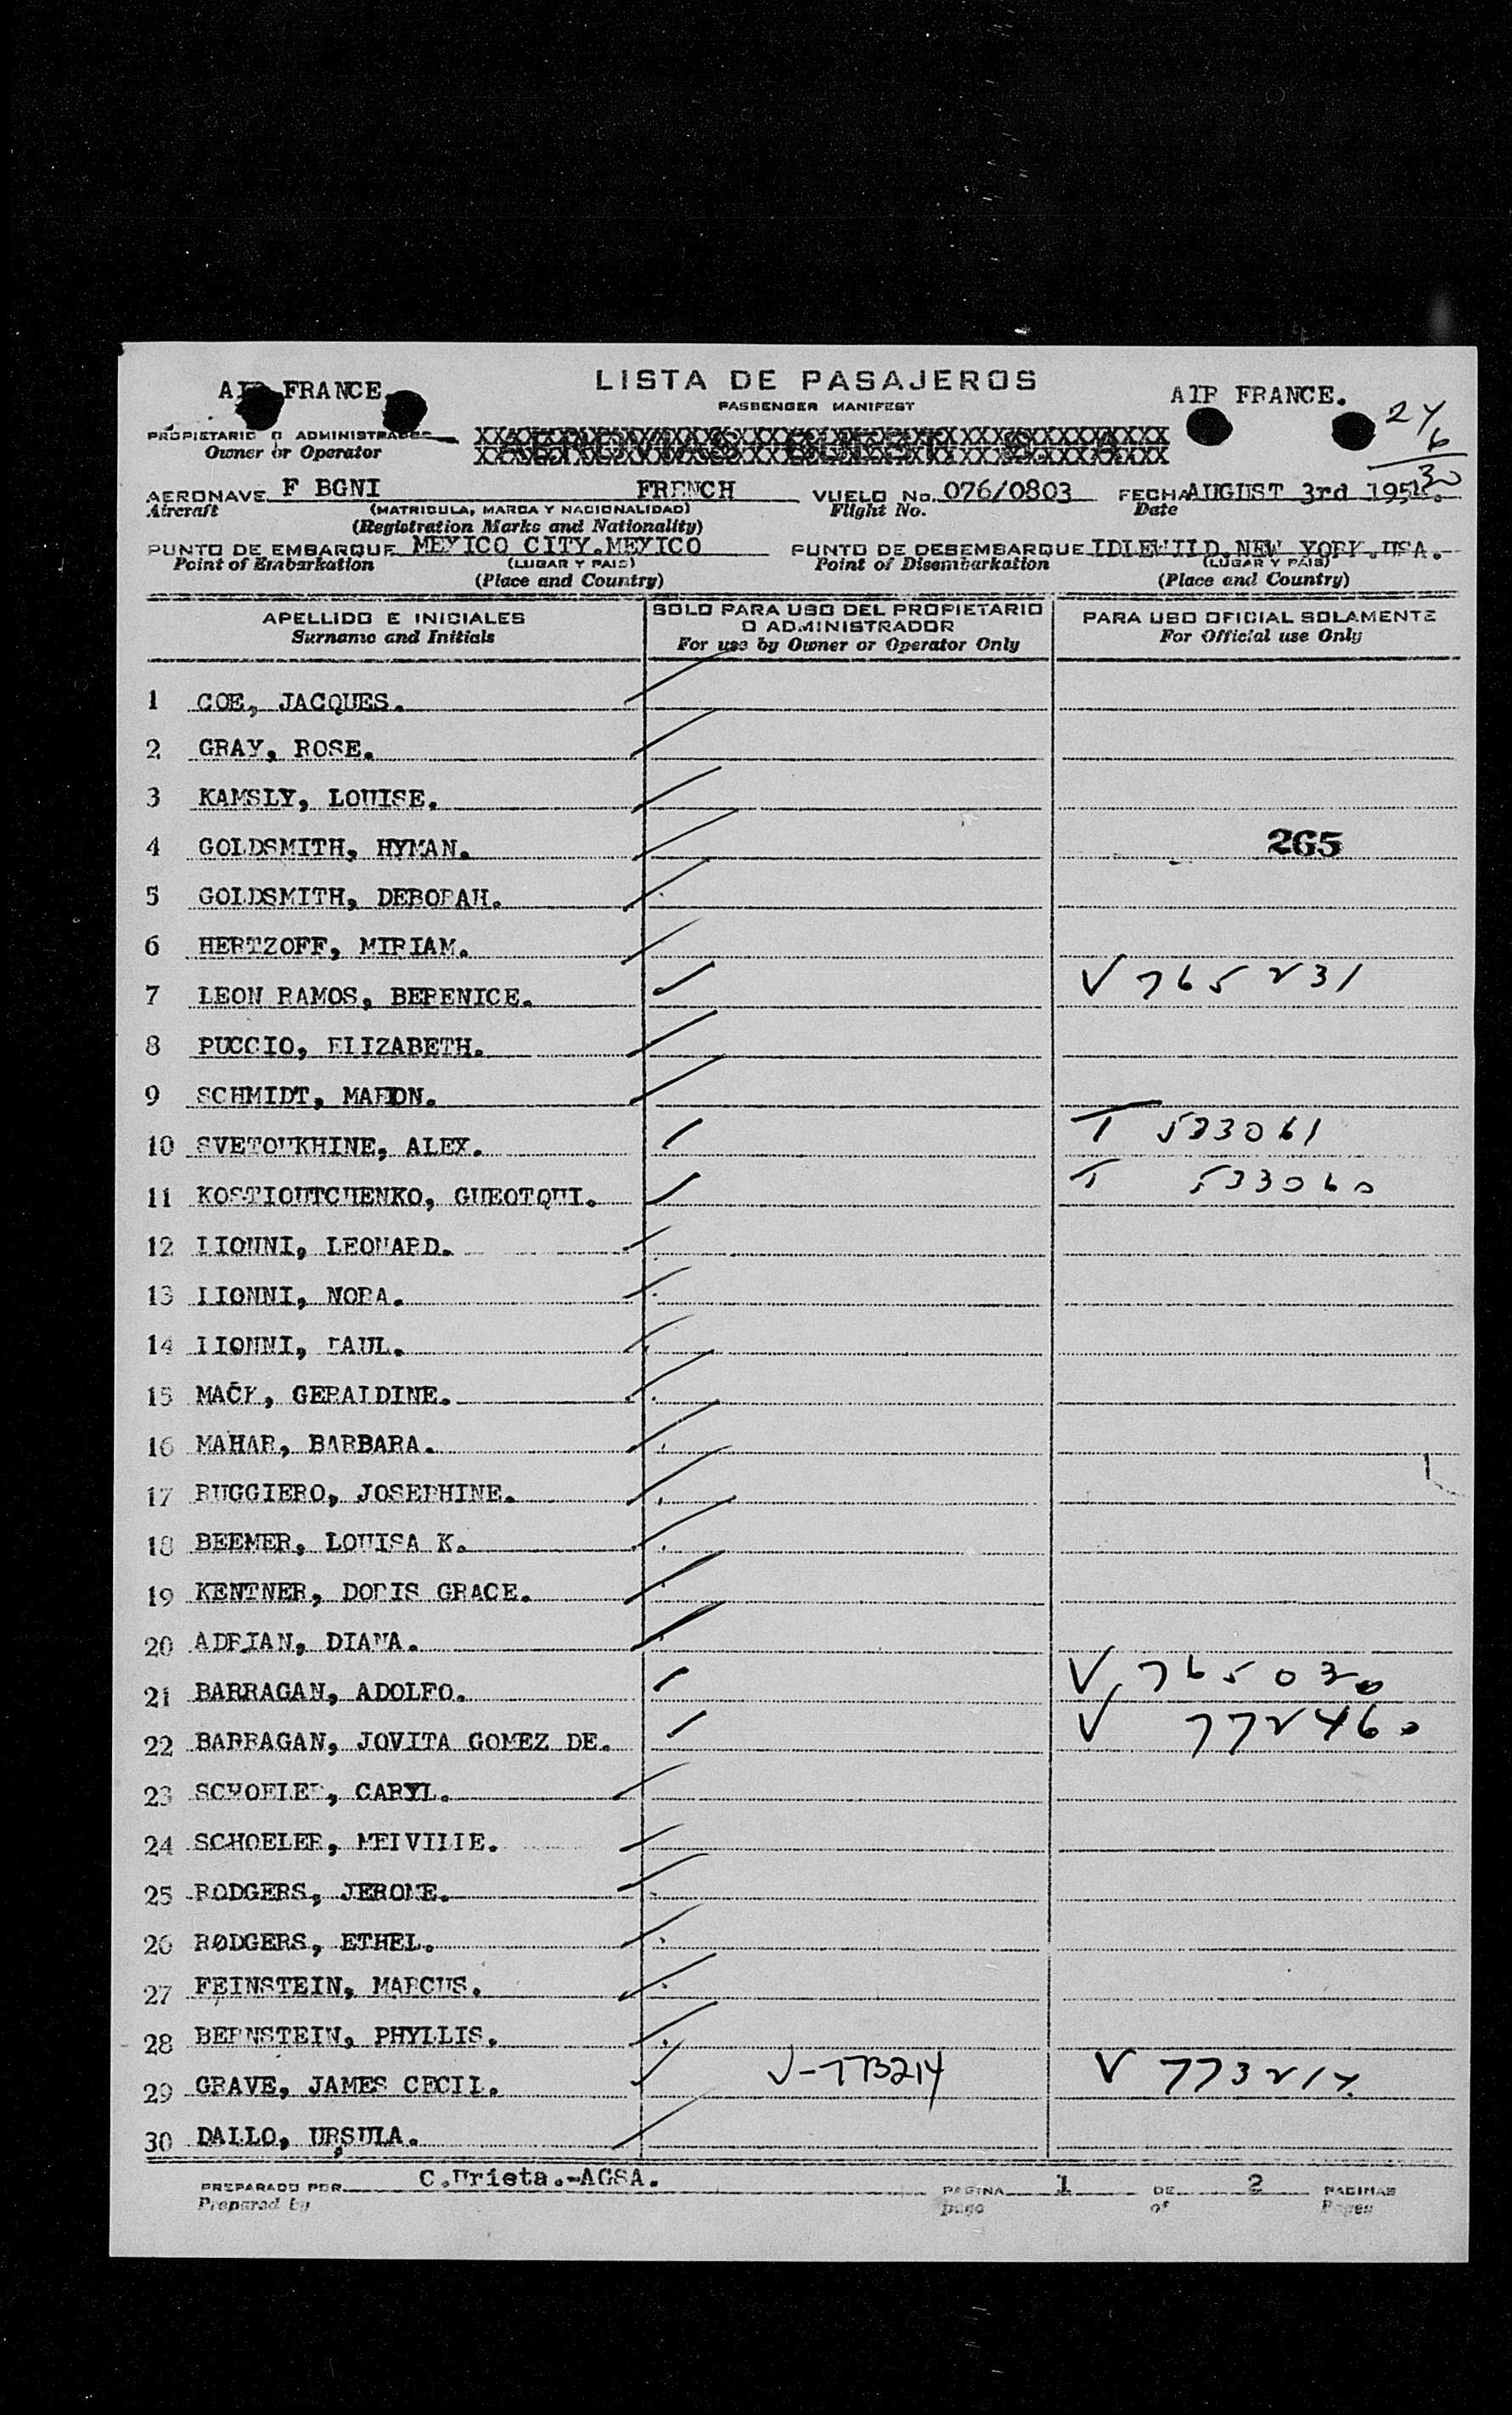 LISTA DE PASAJEROS
AIR FRANCE.
AIR FRANCE.
PASSENGER MANIFEST
24
6
30
PROPIETARIO O ADMINISTRADOR
Owner or Operator
AERONAVE F BGNI FRENCH VUELO No. 076/0803 FECHA AUGUST 3rd
Aircraft (MATRICULA, MARCA Y NACIONALIDAD) Flight No. Date
(Registration Marks and Nationality)
PUNTO DE EMBARQUE MEXICO CITY.MEXICO PUNTO DE DESEMBARQUE IDLEWILD.NEW YORK.USA.
Point of Embarkation (LUGAR Y PAIS) Point of Disembarkation (LUGAR Y PAIS)
(Place and Country) (Place and Country)
APELLIDO E INICIALES SOLO PARA USO DEL PROPIETARIO PARA USO OFICIAL SOLAMENTE
Surname and Initials O ADMINISTRADOR For Official use Only
For use by Owner or Operator Only
1 COE, JACQUES.
2 GRAY, ROSE.
3 KAMSLY, LOUISE.
4 GOLDSMITH, HYMAN. 265
5 GOLDSMITH, DEBORAH.
6 HERTZOFF, MIRIAM.
7 LEON RAMOS, BERENICE. V 765231
8 PUCCIO, ELIZABETH.
9 SCHMIDT, MARION.
10 SVETOUKHINE, ALEX. T 533061
11 KOSTIOUTCHENKO, GUEOTQUI. T 533060
12 LIONNI, LEONARD.
13 LIONNI, NORA.
14 LIONNI, PAUL.
15 MACK, GERALDINE.
16 MAHAR, BARBARA.
17 RUGGIERO, JOSEPHINE.
18 BEEMER, LOUISA K.
19 KENTNER, DORIS GRACE.
20 ADRIAN, DIANA.
21 BARRAGAN, ADOLFO. V 765030
22 BARRAGAN, JOVITA GOMEZ DE. V 772460
23 SCHOELER, CARYL.
24 SCHOELER, MELVILLE.
25 RODGERS, JEROME.
26 RODGERS, ETHEL.
27 FEINSTEIN, MARCUS.
28 BERNSTEIN, PHYLLIS.
29 GRAVE, JAMES CECIL. V-773214 V 773214
30 DALLO, URSULA.
PREPARADO POR C.Urieta.-AGSA. PAGINA 1 DE 2 PAGINAS
Prepared by page of Pages